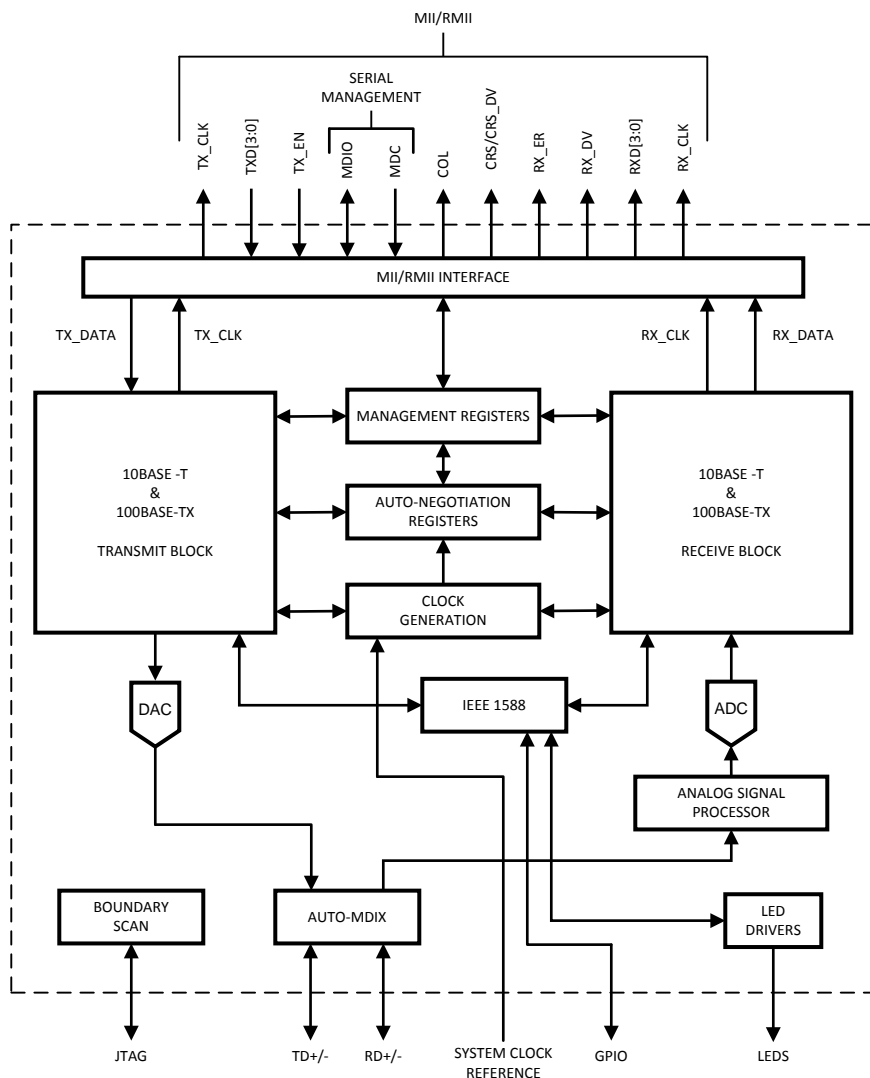 MII/RMII
SERIAL
MANAGEMENT
TX_CLK
TXD[3:0]
TX_EN
MDIO
MDC
COL
CRS/CRS_DV
RX_ER
RX_DV
RXD[3:0]
RX_CLK
MII/RMII INTERFACE
TX_DATA
TX_CLK
RX_CLK
RX_DATA
10BASE -T
&
100BASE-TX
TRANSMIT BLOCK
MANAGEMENT REGISTERS
AUTO-NEGOTIATION
REGISTERS
CLOCK
GENERATION
10BASE -T
&
100BASE-TX
RECEIVE BLOCK
DAC
IEEE 1588
ADC
ANALOG SIGNAL
PROCESSOR
BOUNDARY
SCAN
AUTO-MDIX
LED
DRIVERS
JTAG
TD+/-
RD+/-
SYSTEM CLOCK
REFERENCE
GPIO
LEDS